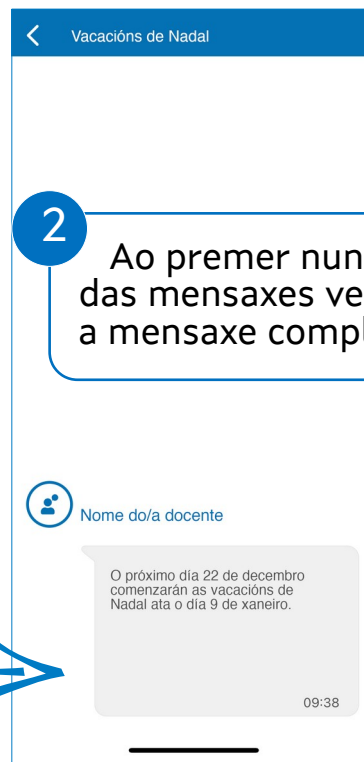 Vacacións de Nadal
2
Ao premer nun
das mensaxes ve
a mensaxe compl
Nome do/a docente
O próximo día 22 de decembro
comenzarán as vacacións de
Nadal ata o día 9 de xaneiro.
09:38